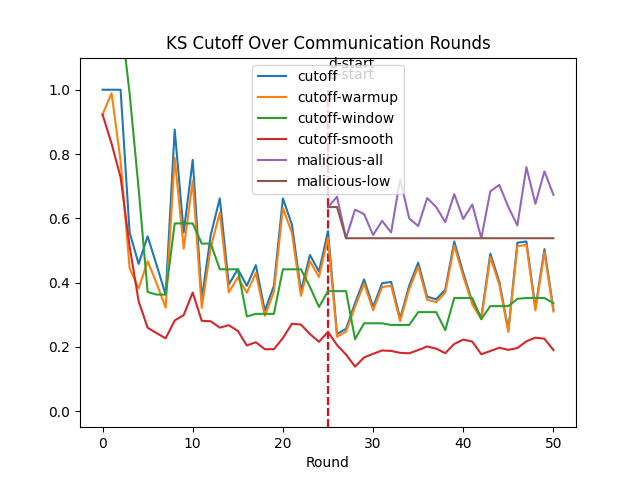 KS Cutoff Over Communication Rounds
d-start
-start
cutoff
cutoff-warmup
cutoff-window
cutoff-smooth
malicious-all
malicious-low
1.0
0.8
0.6
0.4
0.2
0.0
0 10 20 30 40 50
Round